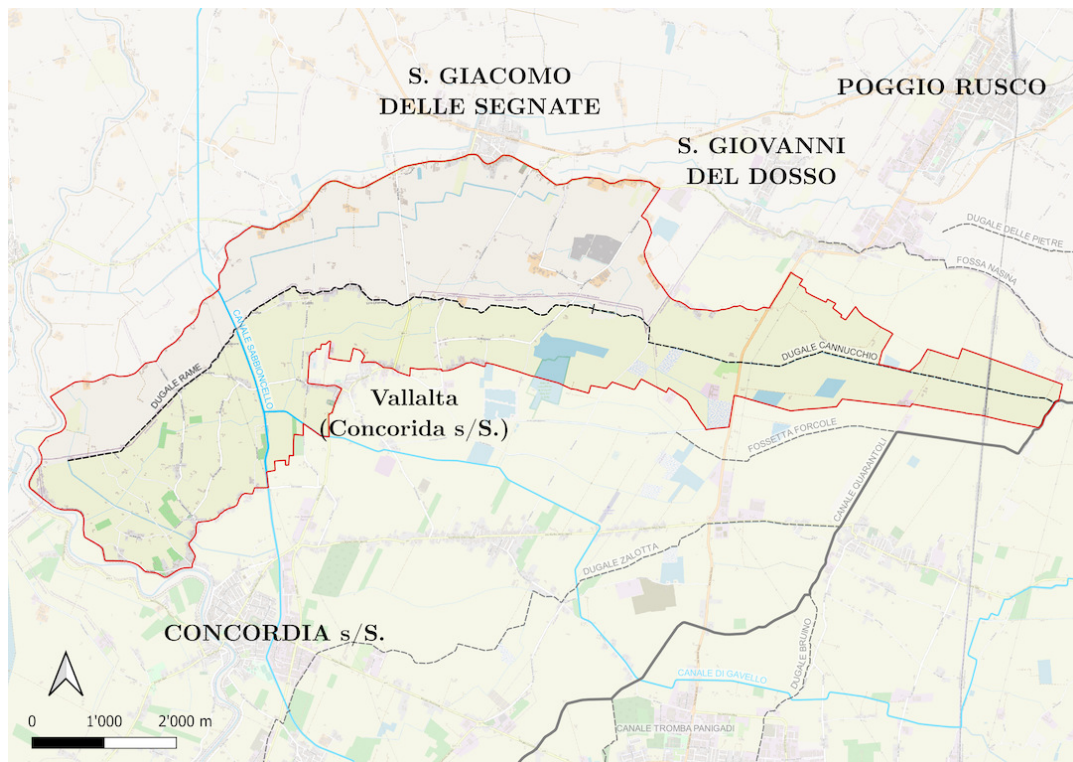 S. GIACOMO
DELLE SEGNATE
POGGIO RUSCO
S. GIOVANNI
DEL DOSSO
DUGALE DELLE PIETRE
FOSSA NASINA
CANALE SABBIONCELLO
DUGALE RAME
DUGALE CANNUCCHIO
Vallalta
(Concorida s/S.)
FOSSETTA FORCOLE
CANALE QUARANTOLI
DUGALE ZALOTTA
CONCORDIA s/S.
DUGALE BRUINO
CANALE DI GAVELLO
CANALE TROMBA PANIGADI
0 1'000 2'000 m